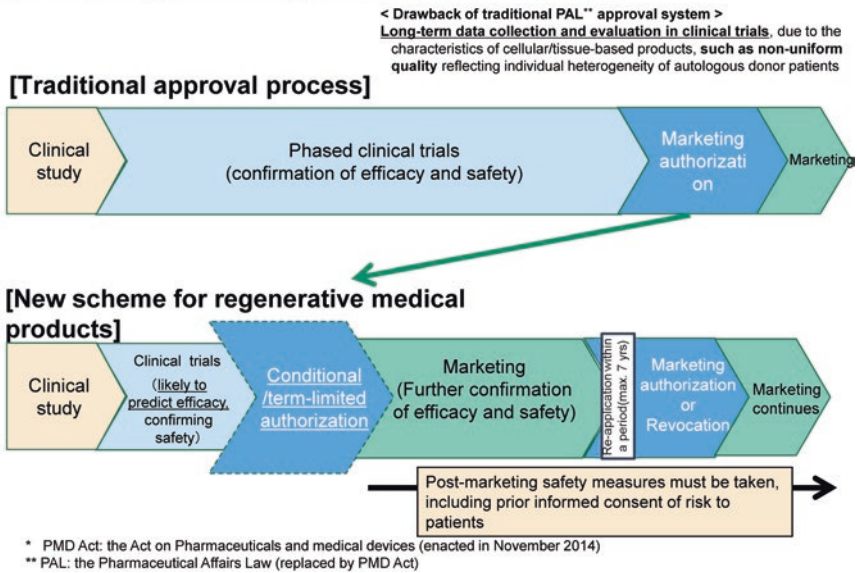 < Drawback of traditional PAL** approval system >
Long-term data collection and evaluation in clinical trials, due to the
characteristics of cellular/tissue-based products, such as non-uniform
quality reflecting individual heterogeneity of autologous donor patients
[Traditional approval process]
Clinical
study
Phased clinical trials
(confirmation of efficacy and safety)
Marketing
authorizati
on
Marketing
[New scheme for regenerative medical
products]
Clinical
study
Clinical trials
(likely to
predict efficacy,
confirming
safety)
Conditional
/term-limited
authorization
Marketing
(Further confirmation
of efficacy and safety)
Re-application within
a period(max. 7 yrs)
Marketing
authorization
or
Revocation
Marketing
continues
Post-marketing safety measures must be taken,
including prior informed consent of risk to
patients
* PMD Act: the Act on Pharmaceuticals and medical devices (enacted in November 2014)
** PAL: the Pharmaceutical Affairs Law (replaced by PMD Act)